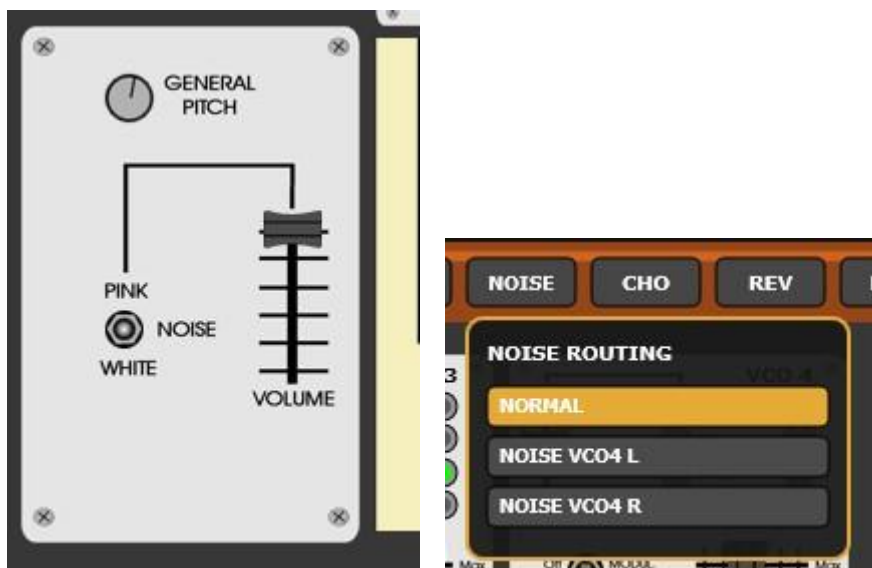 GENERAL
PITCH
PINK
NOISE
WHITE
VOLUME
NOISE CHO REV
NOISE ROUTING
3 VCO 4
NORMAL
NOISE VCO4 L
NOISE VCO4 R
Max Off MODUL Max